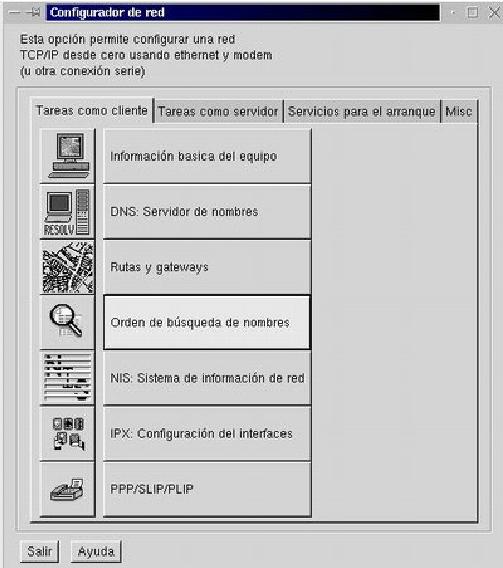 Configurador de red
Esta opción permite configurar una red
TCP/IP desde cero usando ethernet y modem
(u otra conexión serie)
Tareas como cliente Tareas como servidor Servicios para el arranque Misc
Información basica del equipo
RESOLV
DNS: Servidor de nombres
Rutas y gateways
Orden de búsqueda de nombres
NIS: Sistema de información de red
IPX: Configuración del interfaces
PPP/SLIP/PLIP
Salir Ayuda